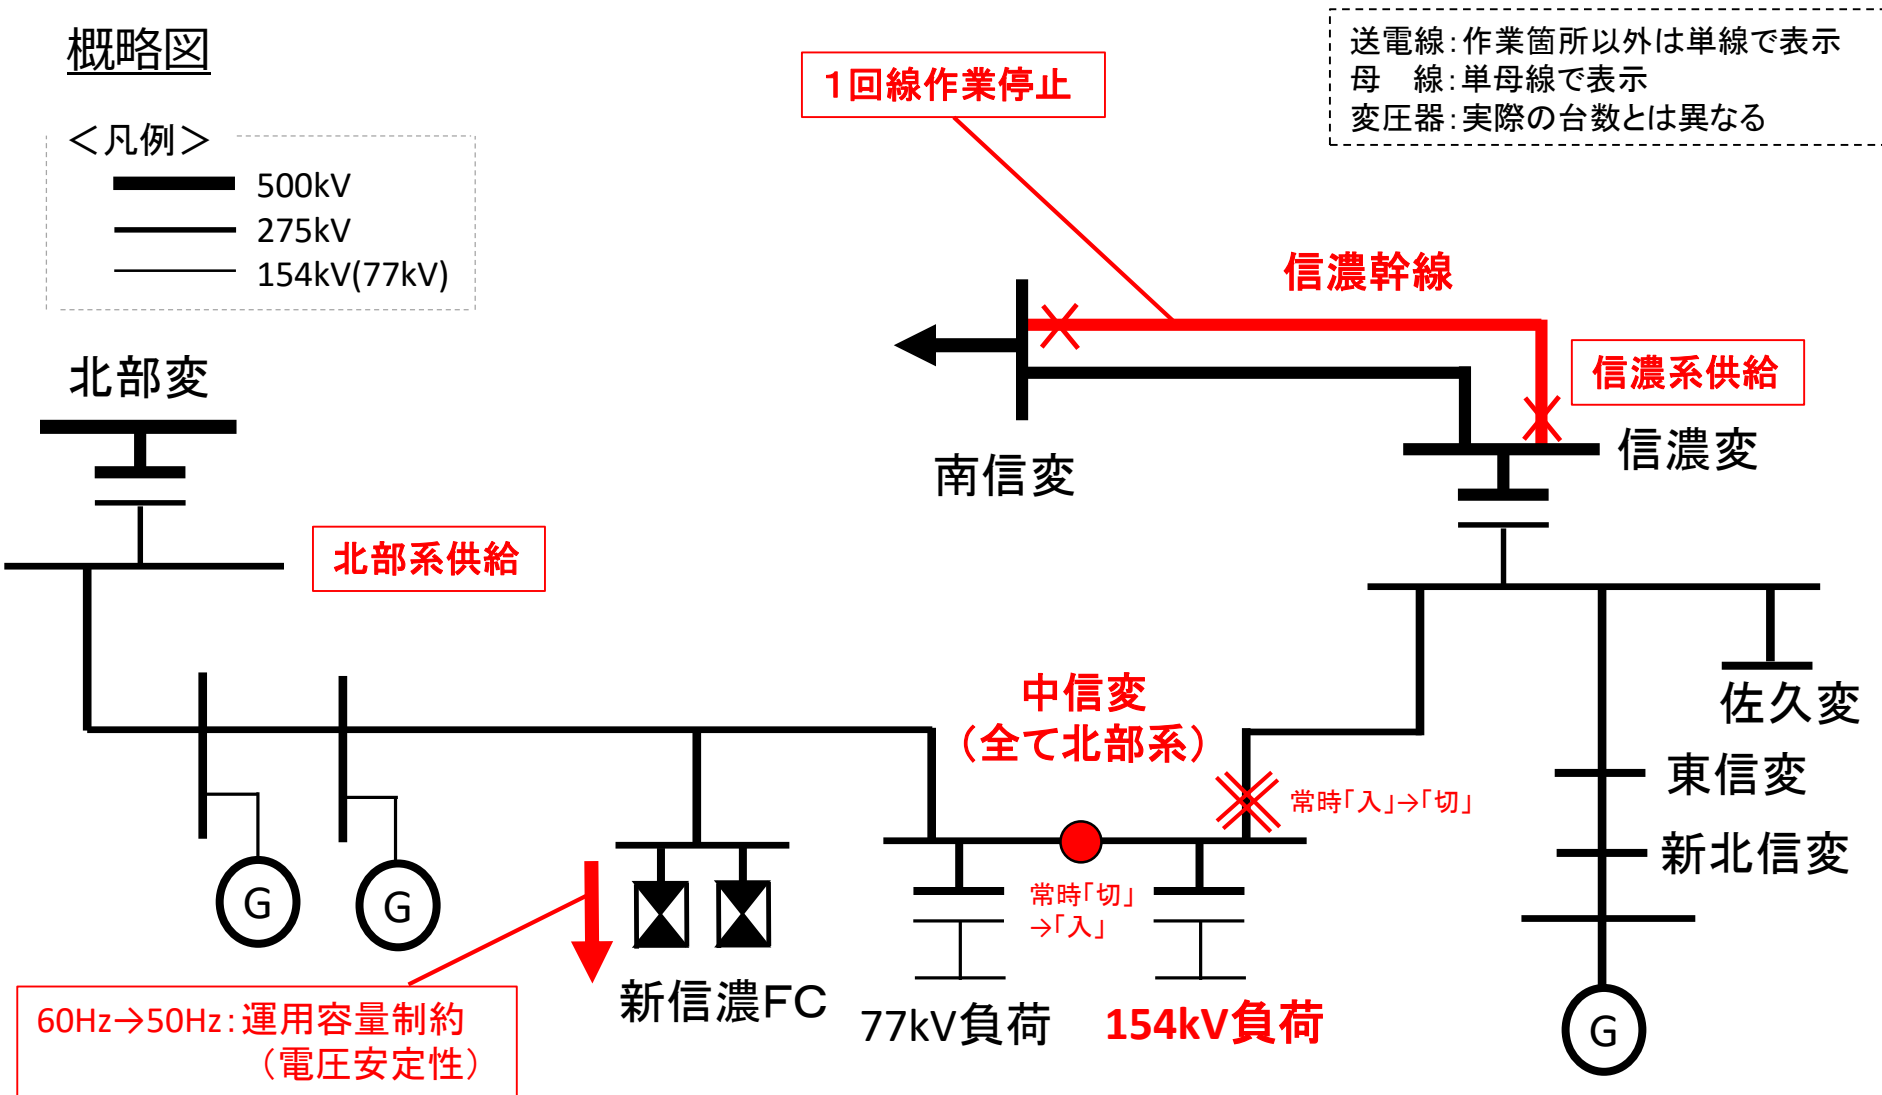 概略図
送電線：作業箇所以外は単線で表示
母　線：単母線で表示
変圧器：実際の台数とは異なる
1回線作業停止
＜凡例＞
500kV
275kV
154kV(77kV)
信濃幹線
北部変
信濃系供給
南信変
信濃変
北部系供給
中信変
（全て北部系）
佐久変
東信変
常時「入」→「切」
新北信変
常時「切」
→「入」
G
G
新信濃FC
77kV負荷
154kV負荷
G
60Hz→50Hz：運用容量制約
（電圧安定性）